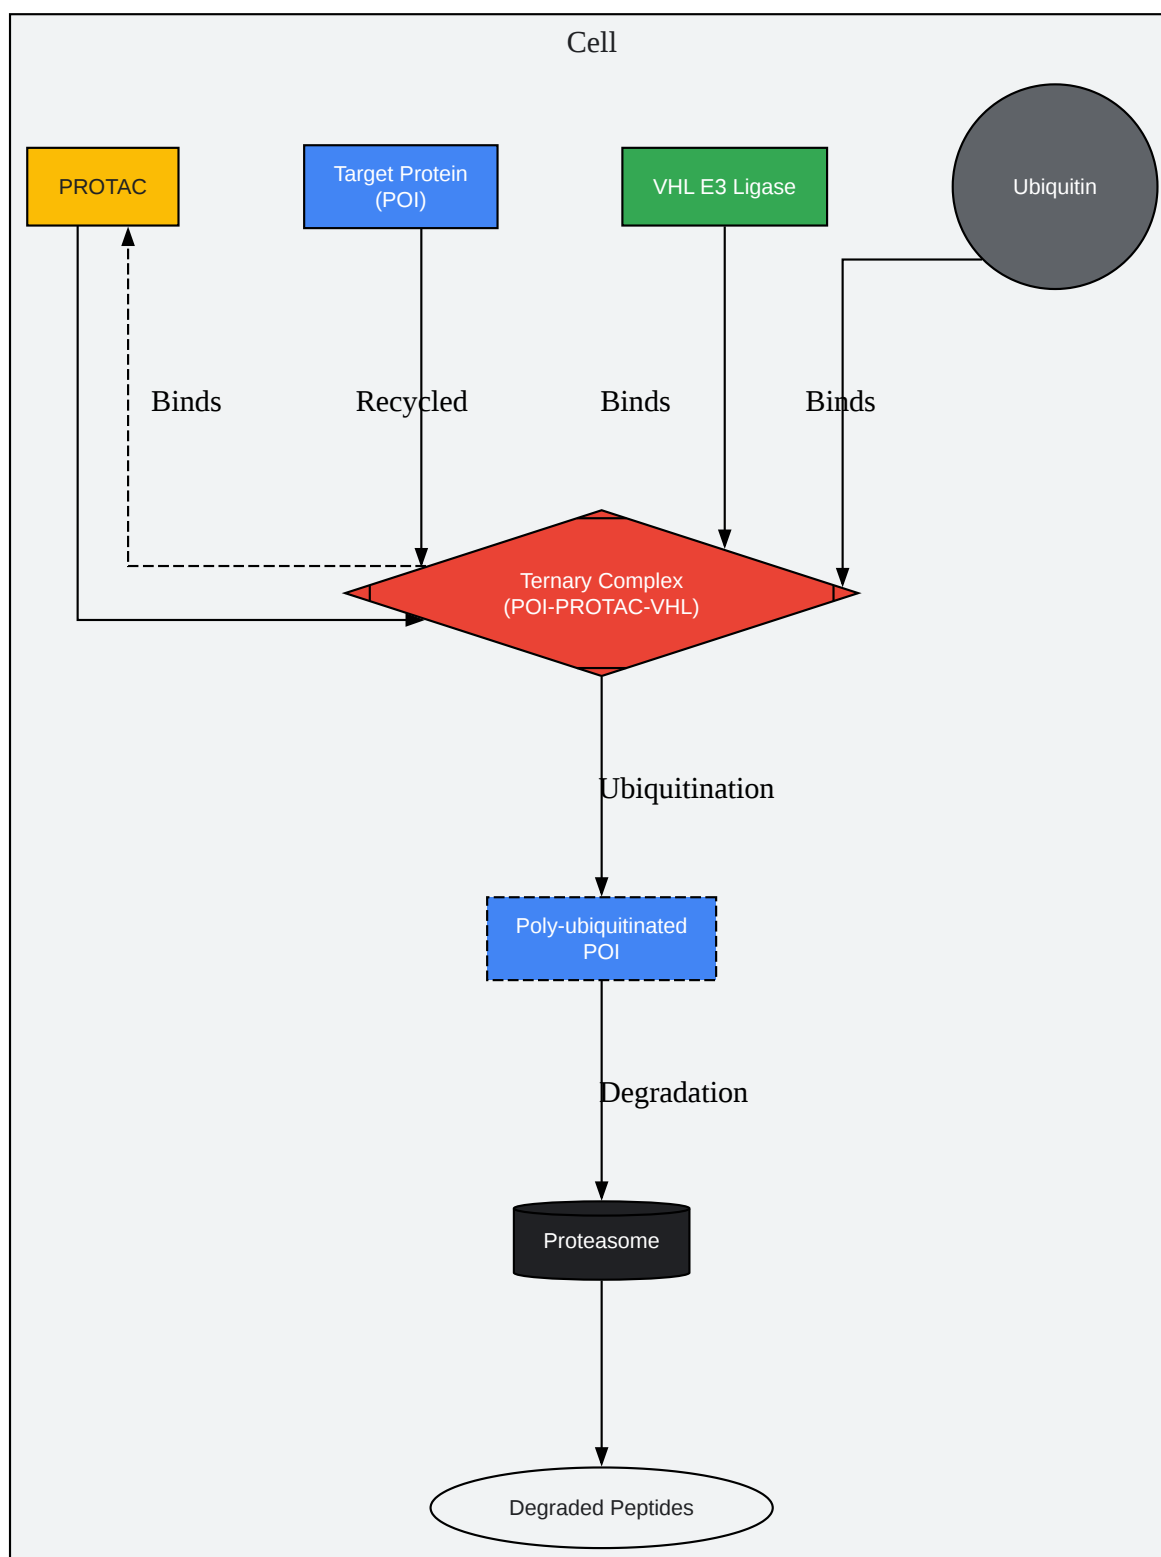 Cell
PROTAC
Target Protein
(POI)
VHL E3 Ligase
Ubiquitin
Binds
Recycled
Binds
Binds
Ternary Complex
(POI-PROTAC-VHL)
Ubiquitination
Poly-ubiquitinated
POI
Degradation
Proteasome
Degraded Peptides